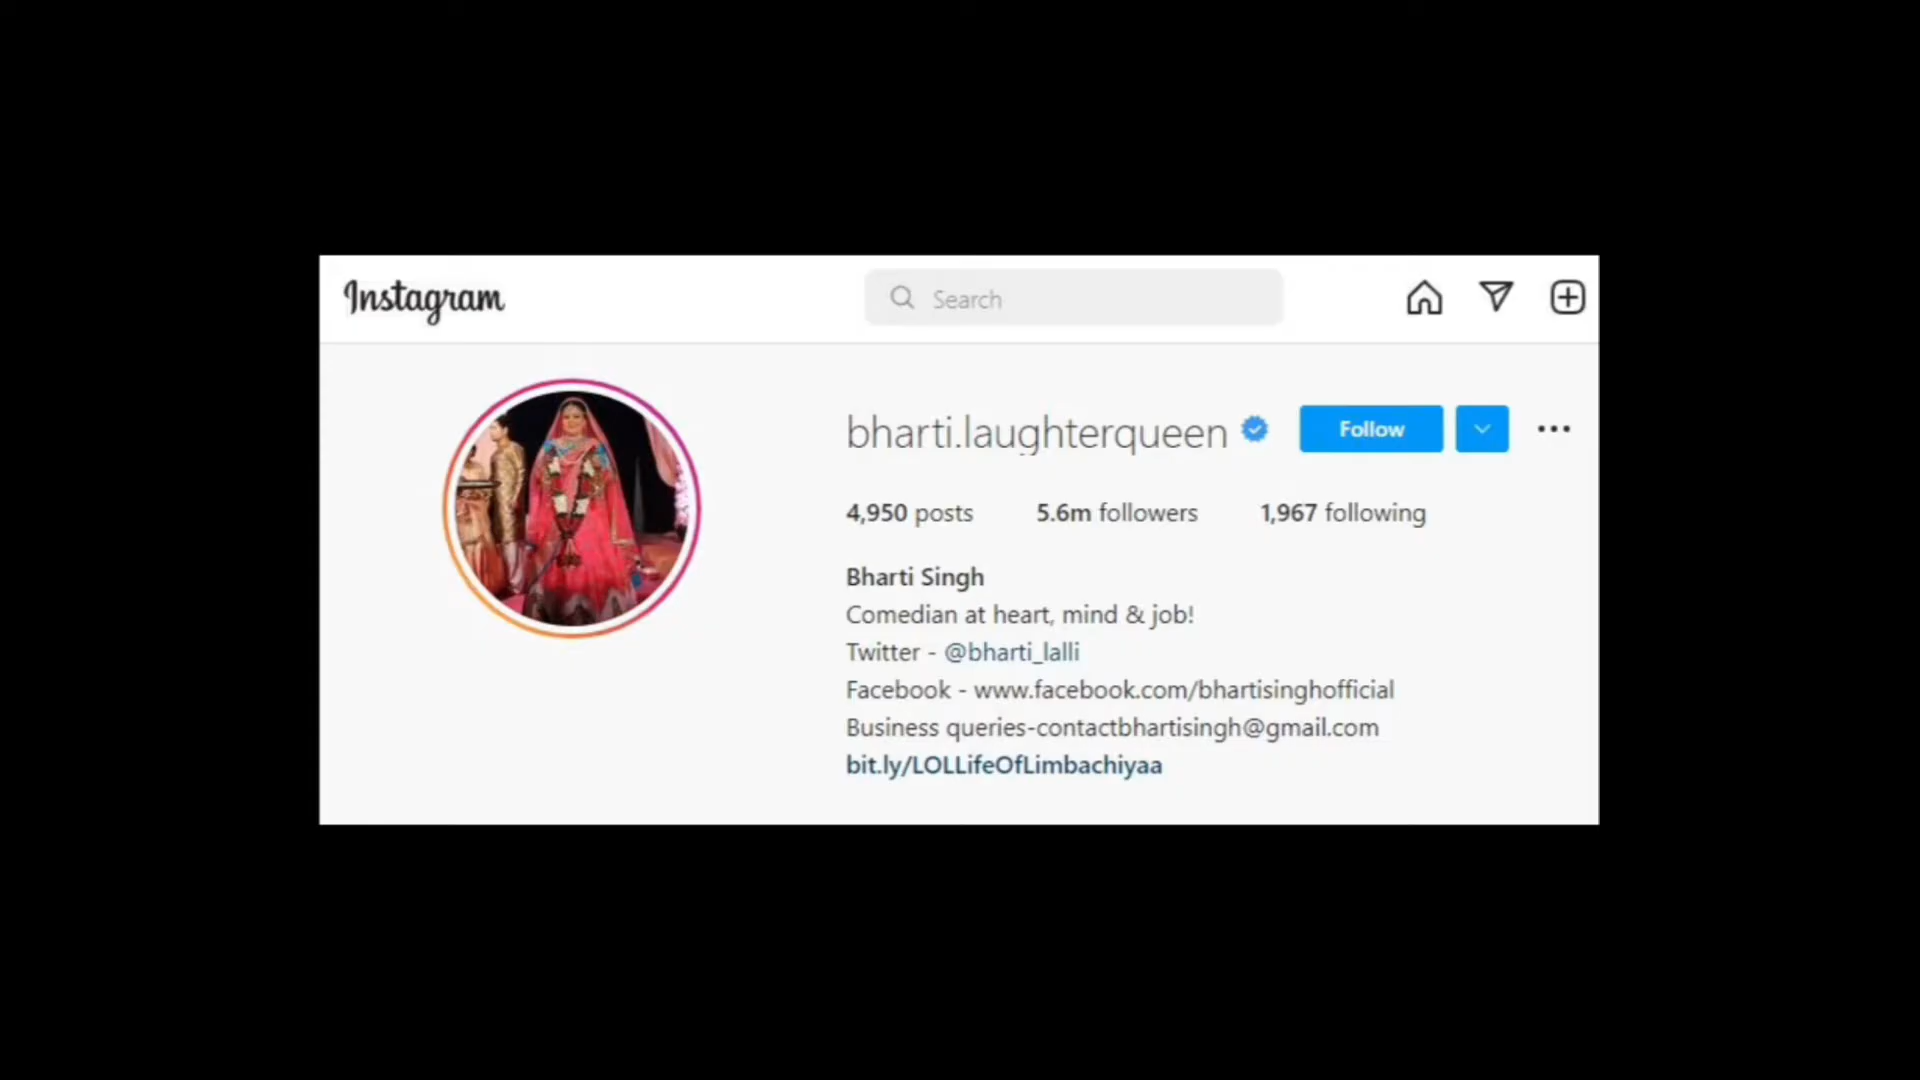 Instagram
Search
bharti.laughterqueen
Follow
4,950 posts 5.6m followers 1,967 following
Bharti Singh
Comedian at heart, mind & job!
Twitter - @bharti_lalli
Facebook - www.facebook.com/bhartisinghofficial
Business queries-contactbhartisingh@gmail.com
bit.ly/LOLLifeOfLimbachiyaa